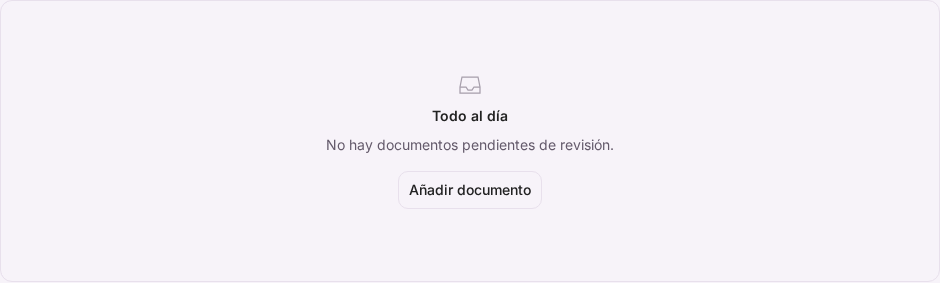 Todo al día
No hay documentos pendientes de revisión.
Añadir documento